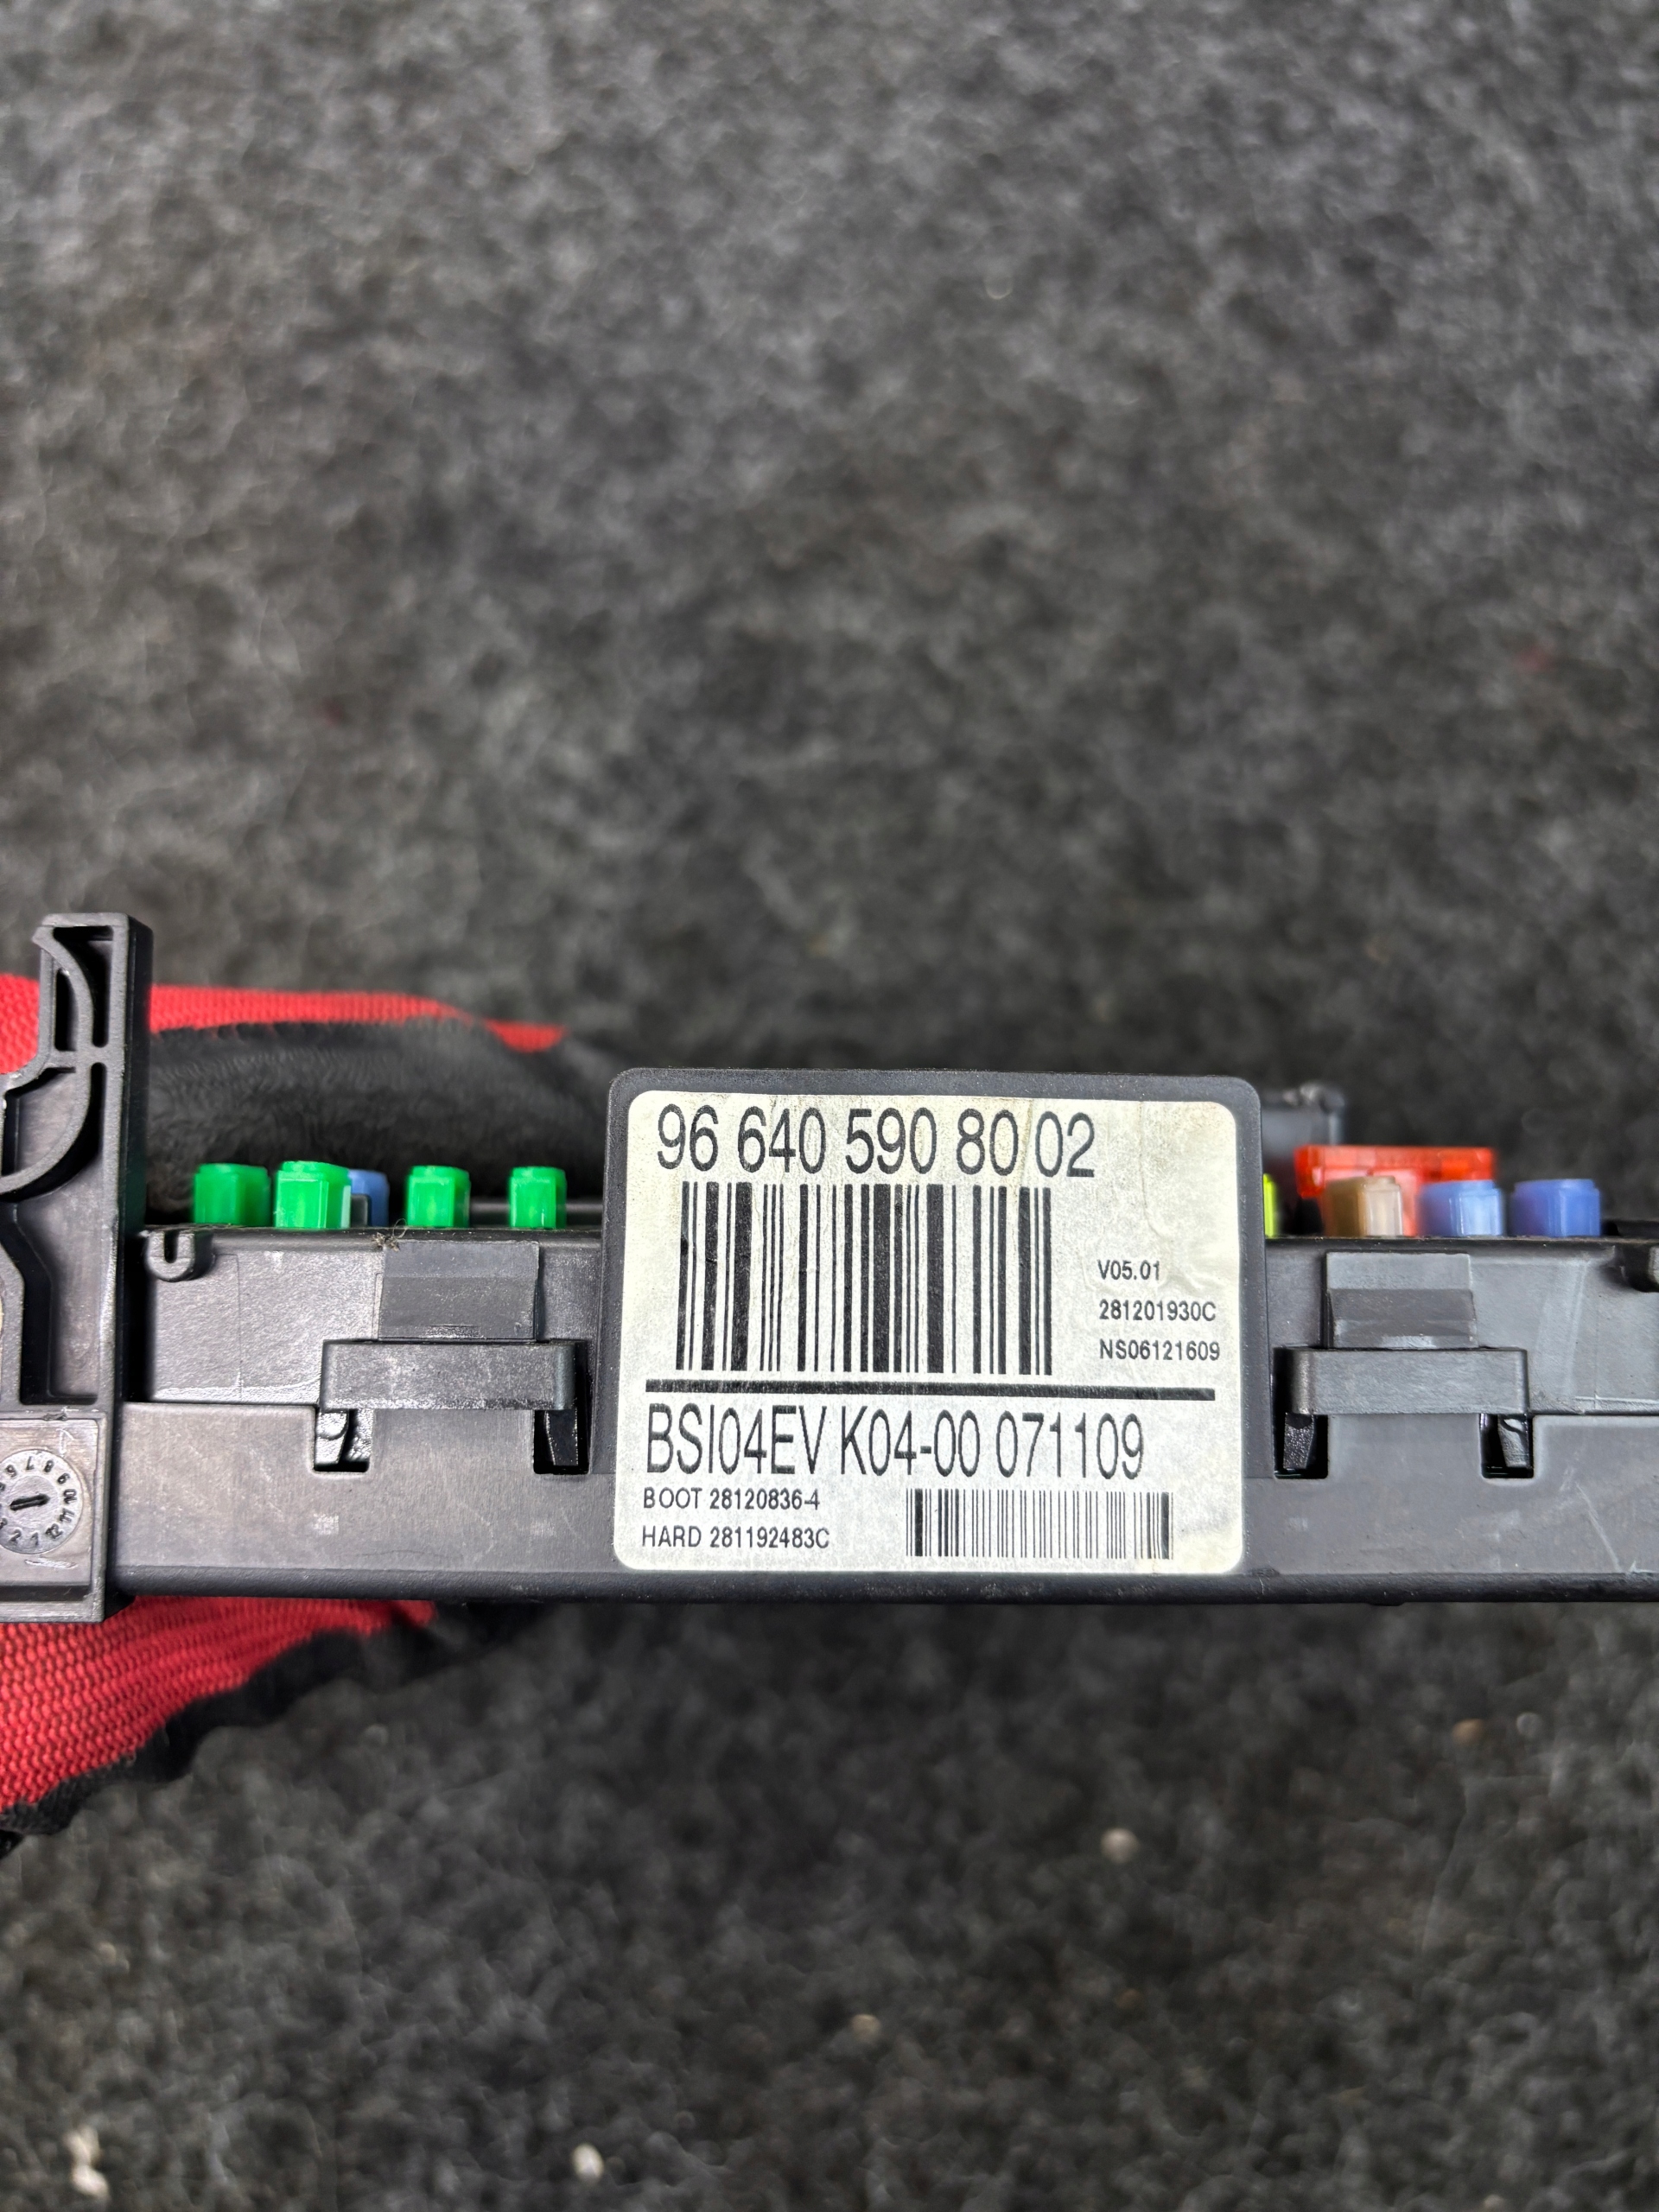 96 640 590 80 02
V05.01
281201930C
NS06121609
BSI04EV K04-00 071109
BOOT 28120836-4
HARD 281192483C